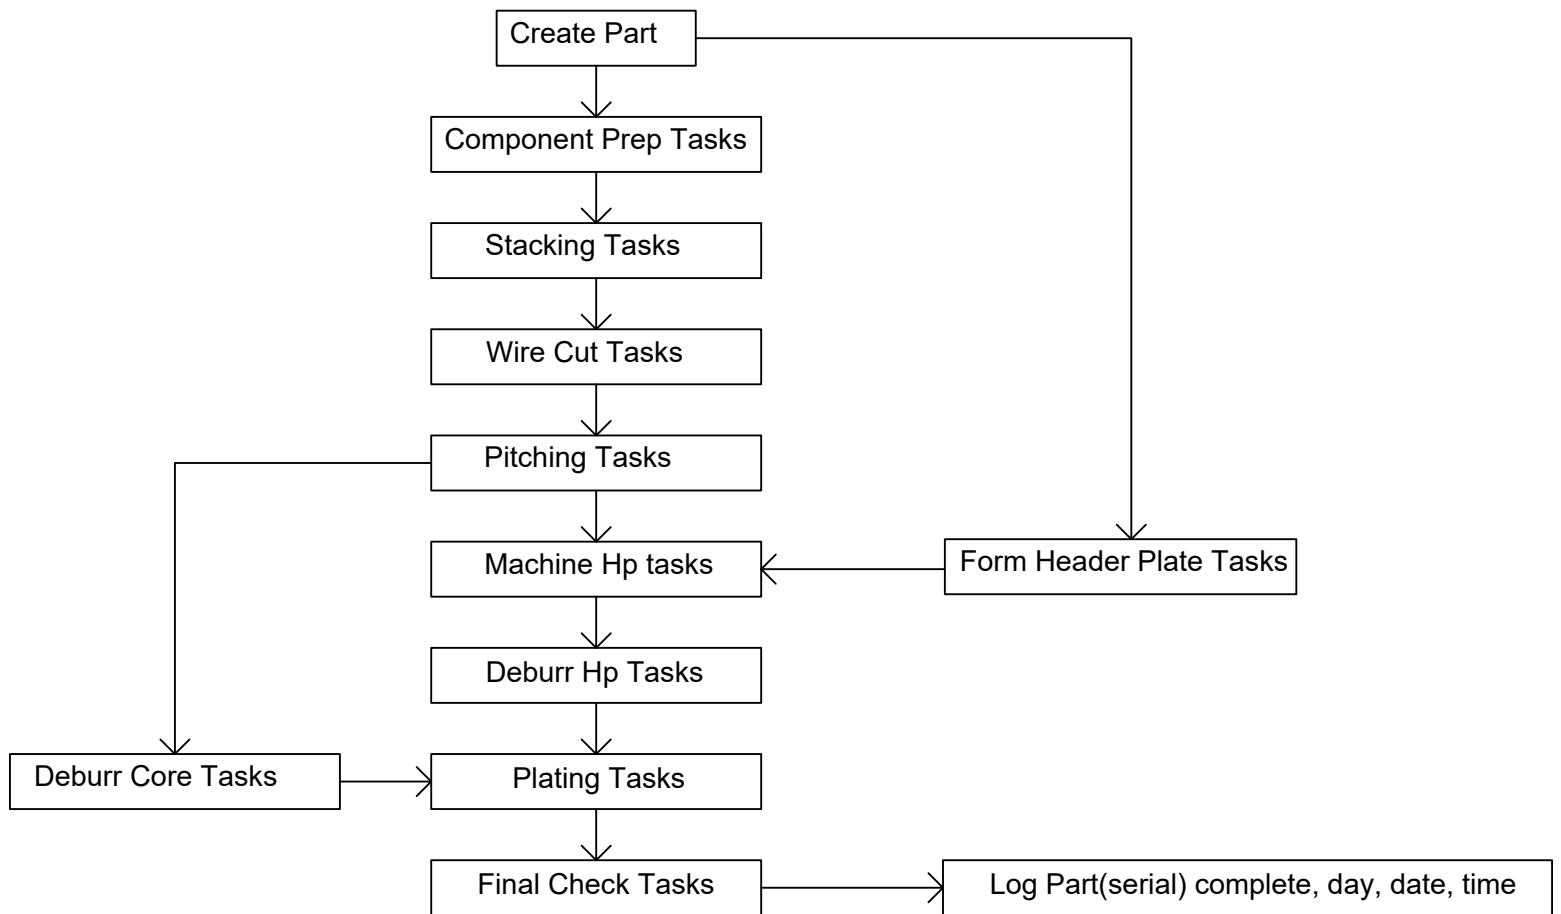 Create Part
Component Prep Tasks
Stacking Tasks
Wire Cut Tasks
Pitching Tasks
Machine Hp tasks
Form Header Plate Tasks
Deburr Hp Tasks
Deburr Core Tasks
Plating Tasks
Final Check Tasks
Log Part(serial) complete, day, date, time